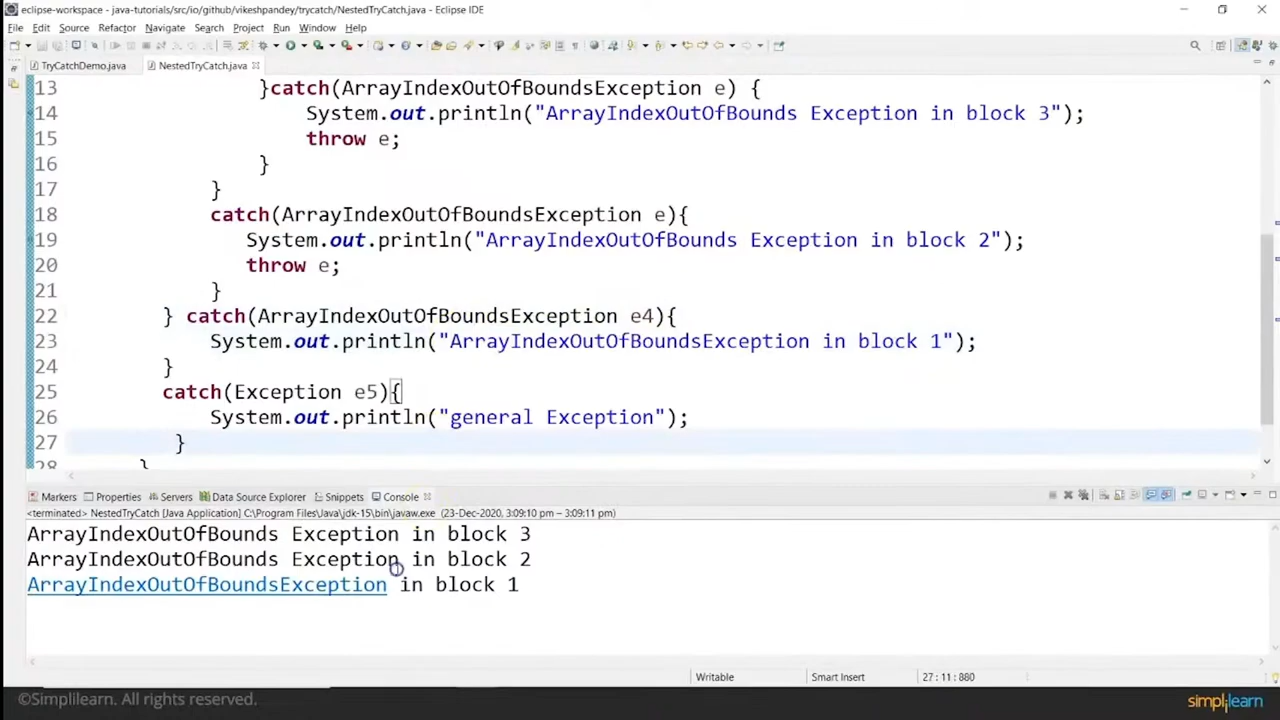 eclipse-workspace - java-tutorials/src/io/github/vikeshpandey/trycatch/NestedTryCatch.java - Eclipse IDE
File Edit Source Refactor Navigate Search Project Run Window Help
TryCatchDemo.java NestedTryCatch.java
13 }catch(ArrayIndexOutOfBoundsException e) {
14 System.out.println("ArrayIndexOutOfBounds Exception in block 3");
15 throw e;
16 }
17 }
18 catch(ArrayIndexOutOfBoundsException e){
19 System.out.println("ArrayIndexOutOfBounds Exception in block 2");
20 throw e;
21 }
22 } catch(ArrayIndexOutOfBoundsException e4){
23 System.out.println("ArrayIndexOutOfBoundsException in block 1");
24 }
25 catch(Exception e5){
26 System.out.println("general Exception");
27 }
28 }
Markers Properties Servers Data Source Explorer Snippets Console
<terminated> NestedTryCatch [Java Application] C:\Program Files\Java\jdk-15\bin\javaw.exe (23-Dec-2020, 3:09:10 pm – 3:09:11 pm)
ArrayIndexOutOfBounds Exception in block 3
ArrayIndexOutOfBounds Exception in block 2
ArrayIndexOutOfBoundsException in block 1
Writable Smart Insert 27 : 11 : 880
©Simplilearn. All rights reserved. simplilearn